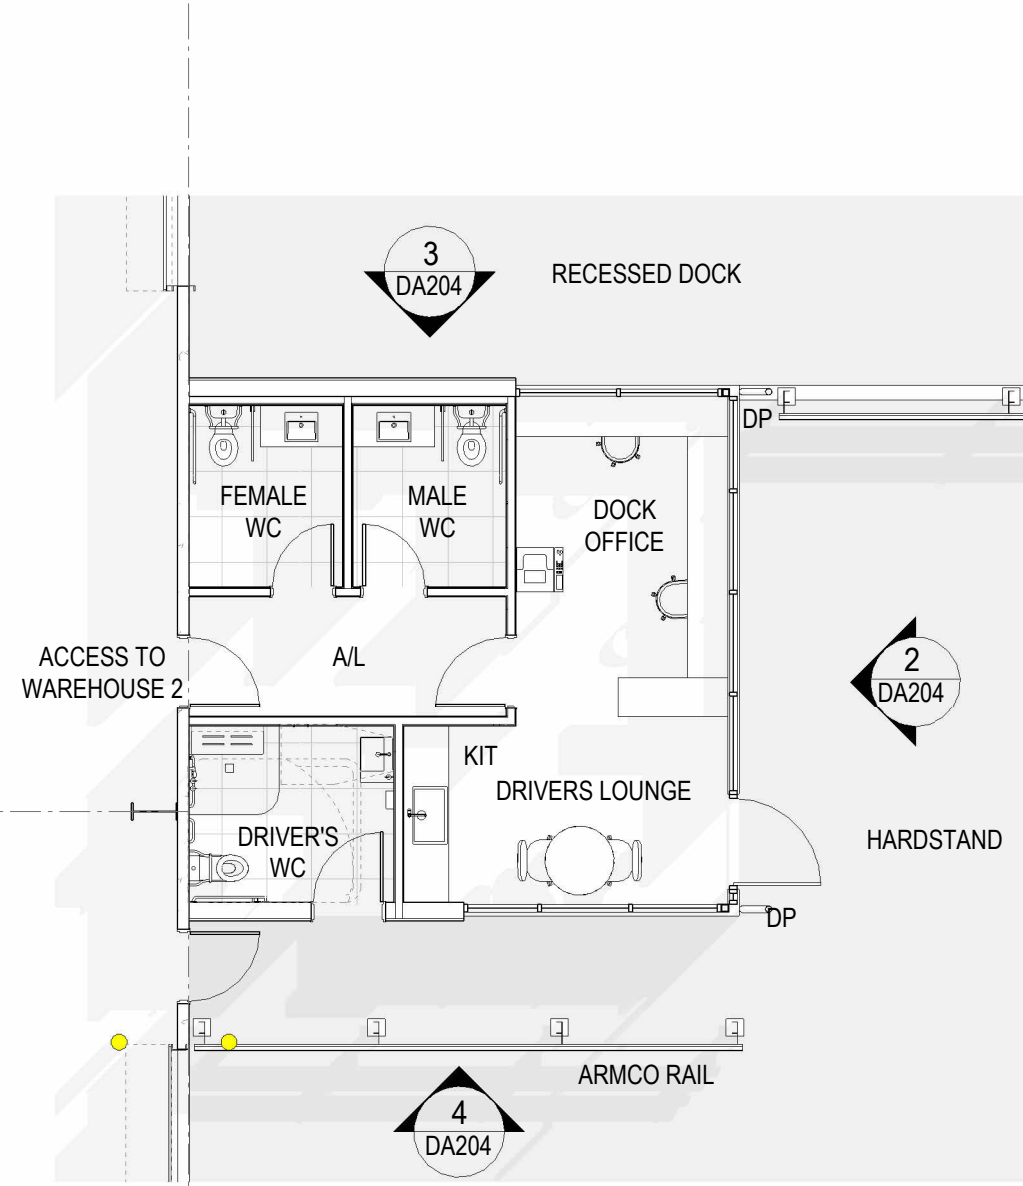 3
DA204
RECESSED DOCK
DP
FEMALE
WC
MALE
WC
DOCK
OFFICE
ACCESS TO
WAREHOUSE 2
A/L
2
DA204
KIT
DRIVERS LOUNGE
DRIVER'S
WC
HARDSTAND
DP
ARMCO RAIL
4
DA204